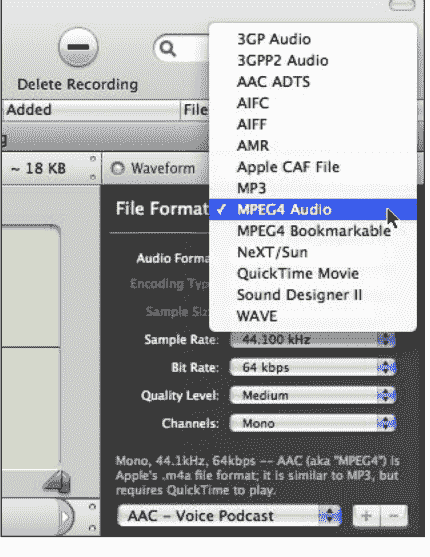 3GP Audio
3GPP2 Audio
AAC ADTS
AIFC
AIFF
AMR
Apple CAF File
MP3
✓ MPEG4 Audio
MPEG4 Bookmarkable
NeXT/Sun
QuickTime Movie
Sound Designer II
WAVE
Delete Recording
Added File
~ 18 KB Waveform
File Format
Audio Forma
Encoding Typ
Sample Siz
Sample Rate: 44.100 kHz
Bit Rate: 64 kbps
Quality Level: Medium
Channels: Mono
Mono, 44.1kHz, 64kbps -- AAC (aka "MPEG4") is
Apple's .m4a file format; it is similar to MP3, but
requires QuickTime to play.
AAC – Voice Podcast + −